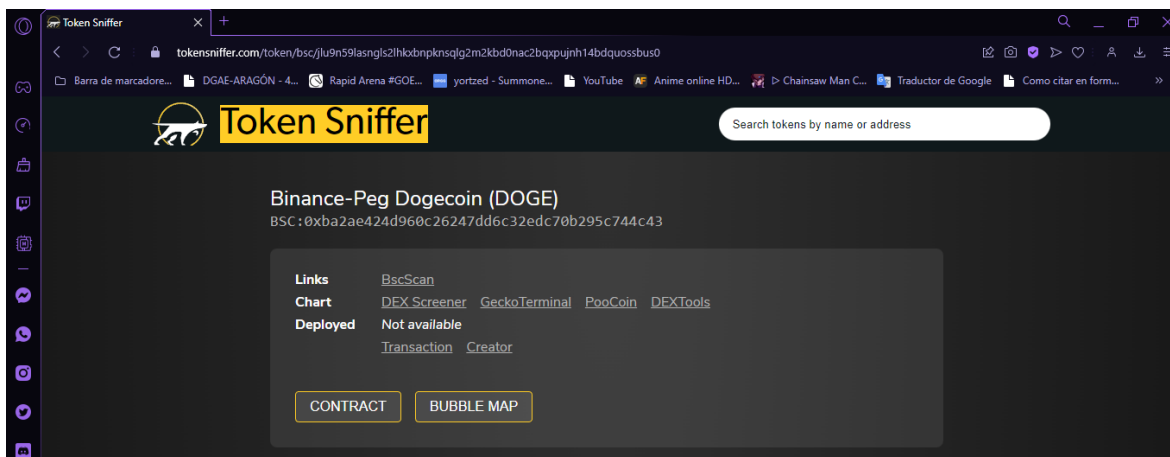 Token Sniffer
tokensniffer.com/token/bsc/jlu9n59lasngls2lhkxbnpknsqlg2m2kbd0nac2bqxpujnh14bdquossbus0
Barra de marcadore... DGAE-ARAGÓN - 4... Rapid Arena #GOE... yortzed - Summone... YouTube Anime online HD... ▷ Chainsaw Man C... Traductor de Google Como citar en form... »
Token Sniffer
Search tokens by name or address
Binance-Peg Dogecoin (DOGE)
BSC:0xba2ae424d960c26247dd6c32edc70b295c744c43
Links BscScan
Chart DEX Screener GeckoTerminal PooCoin DEXTools
Deployed Not available
Transaction Creator
CONTRACT BUBBLE MAP